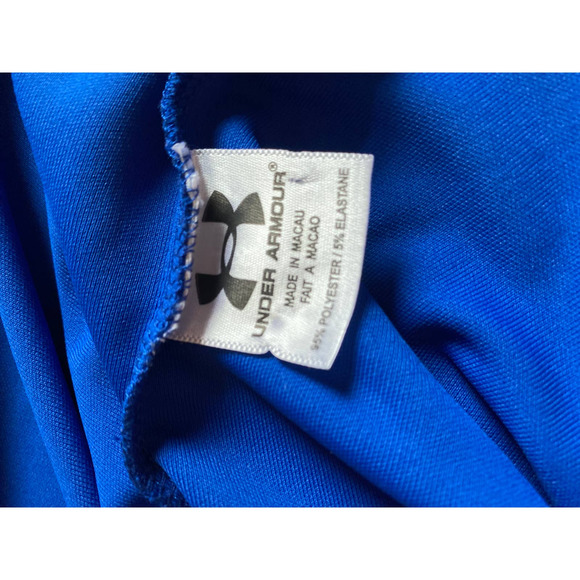 UNDER ARMOUR®
MADE IN MACAU
FAIT A MACAO
95% POLYESTER / 5% ELASTANE